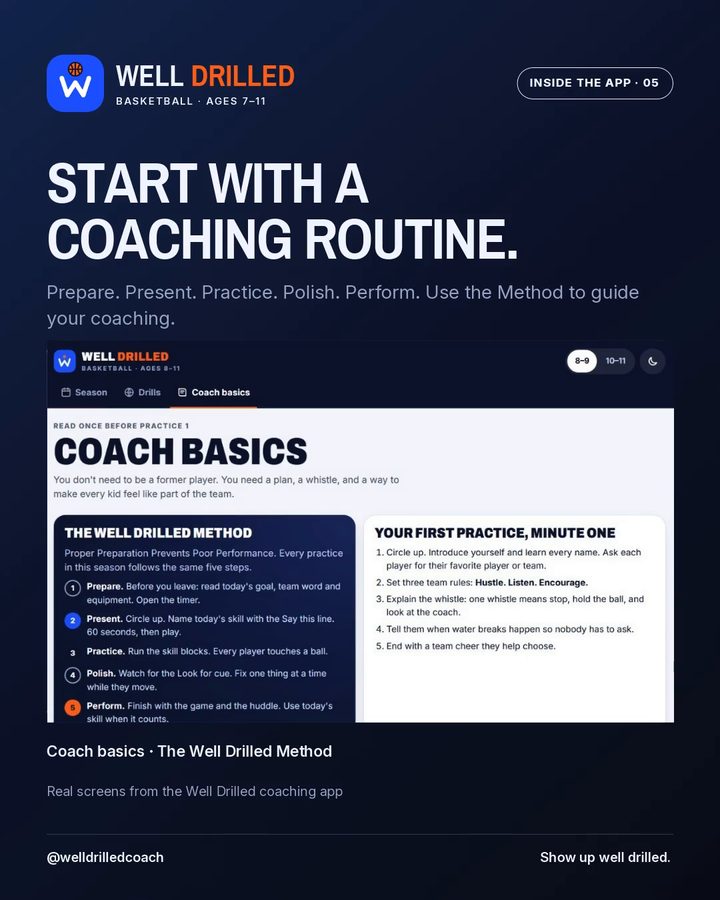 WELL DRILLED
BASKETBALL · AGES 7–11
INSIDE THE APP · 05
START WITH A
COACHING ROUTINE.
Prepare. Present. Practice. Polish. Perform. Use the Method to guide
your coaching.
WELL DRILLED
BASKETBALL · AGES 8–11
8–9
10–11
Season
Drills
Coach basics
READ ONCE BEFORE PRACTICE 1
COACH BASICS
You don't need to be a former player. You need a plan, a whistle, and a way to
make every kid feel like part of the team.
THE WELL DRILLED METHOD
Proper Preparation Prevents Poor Performance. Every practice
in this season follows the same five steps.
1 Prepare. Before you leave: read today's goal, team word and
equipment. Open the timer.
2 Present. Circle up. Name today's skill with the Say this line.
60 seconds, then play.
3 Practice. Run the skill blocks. Every player touches a ball.
4 Polish. Watch for the Look for cue. Fix one thing at a time
while they move.
5 Perform. Finish with the game and the huddle. Use today's
skill when it counts.
YOUR FIRST PRACTICE, MINUTE ONE
1. Circle up. Introduce yourself and learn every name. Ask each
player for their favorite player or team.
2. Set three team rules: Hustle. Listen. Encourage.
3. Explain the whistle: one whistle means stop, hold the ball, and
look at the coach.
4. Tell them when water breaks happen so nobody has to ask.
5. End with a team cheer they help choose.
Coach basics · The Well Drilled Method
Real screens from the Well Drilled coaching app
@welldrilledcoach
Show up well drilled.